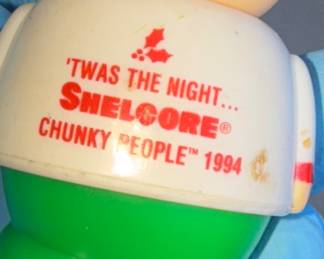 'TWAS THE NIGHT...
SHELCORE®
CHUNKY PEOPLE™ 1994